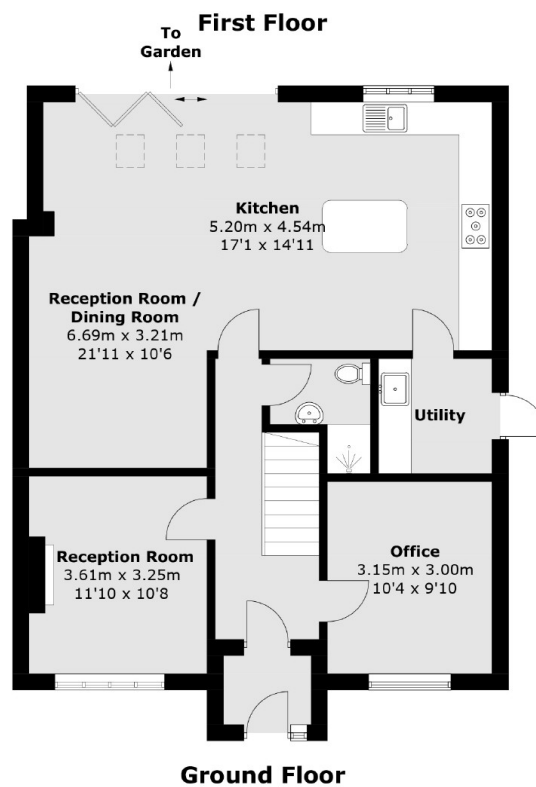 First Floor
To
Garden
Kitchen
5.20m x 4.54m
17'1 x 14'11
Reception Room /
Dining Room
6.69m x 3.21m
21'11 x 10'6
Utility
Reception Room
3.61m x 3.25m
11'10 x 10'8
Office
3.15m x 3.00m
10'4 x 9'10
Ground Floor